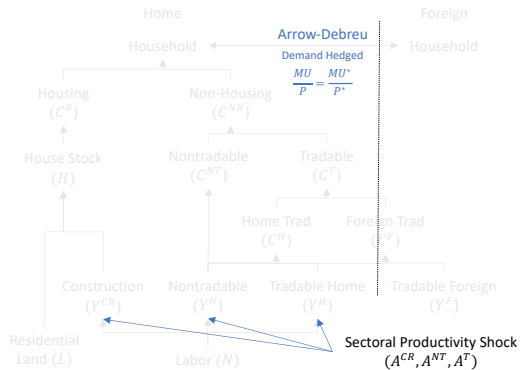 Home
Foreign
Arrow-Debreu
Household
Household
Demand Hedged
MU/P = MU*/P*
Housing
(C^R)
Non-Housing
(C^NR)
House Stock
(H)
Nontradable
(C^NT)
Tradable
(C^T)
Home Trad
(C^H)
Foreign Trad
(C^F)
Construction
(Y^CR)
Nontradable
(Y^N)
Tradable Home
(Y^H)
Tradable Foreign
(Y^F)
Residential
Land (L)
Labor (N)
Sectoral Productivity Shock
(A^CR, A^NT, A^T)